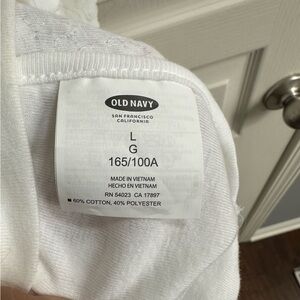 OLD NAVY
SAN FRANCISCO
CALIFORNIA
L
G
165/100A
MADE IN VIETNAM
HECHO EN VIETNAM
RN 54023 CA 17897
■ 60% COTTON, 40% POLYESTER